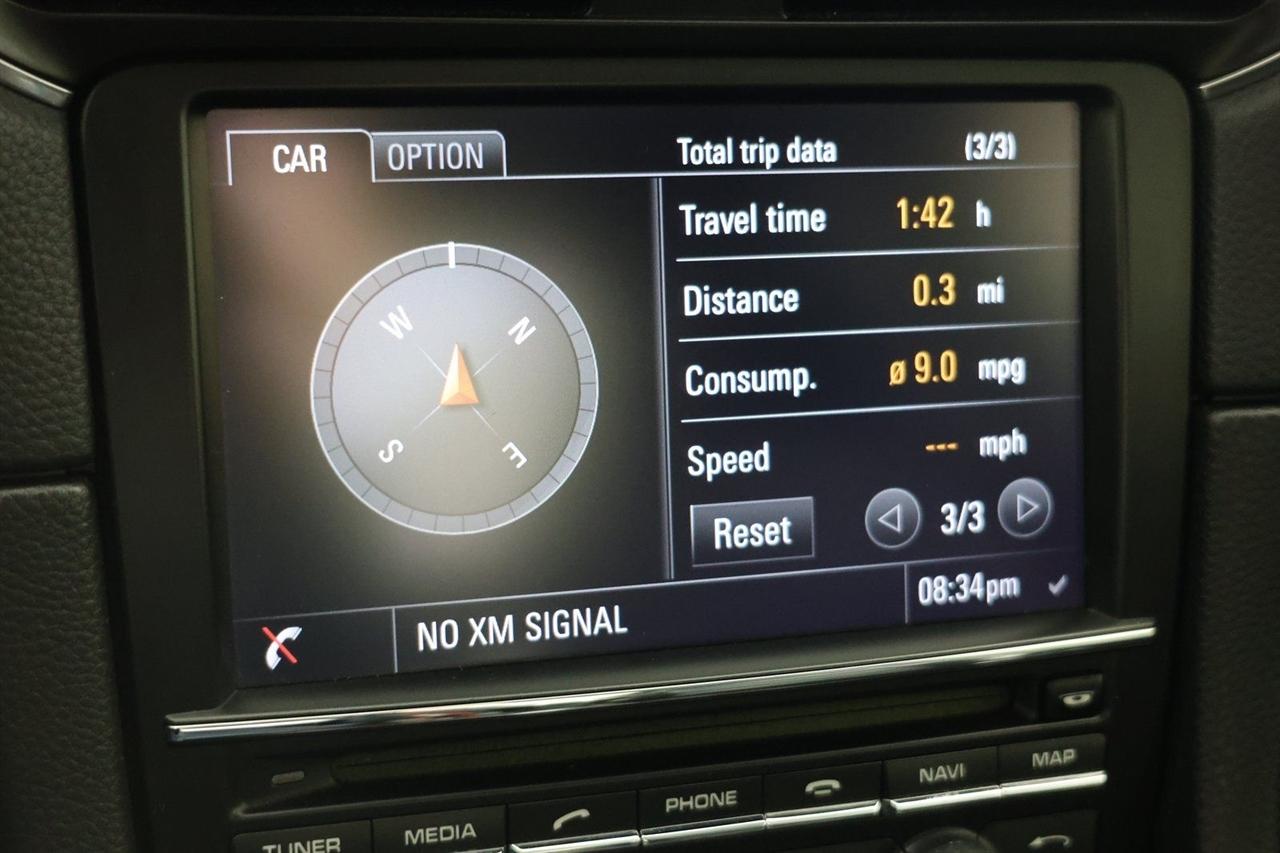 CAR OPTION Total trip data (3/3)
Travel time 1:42 h
Distance 0.3 mi
Consump. ø 9.0 mpg
Speed --- mph
Reset 3/3
W N
S E
NO XM SIGNAL 08:34pm
TUNER MEDIA PHONE NAVI MAP